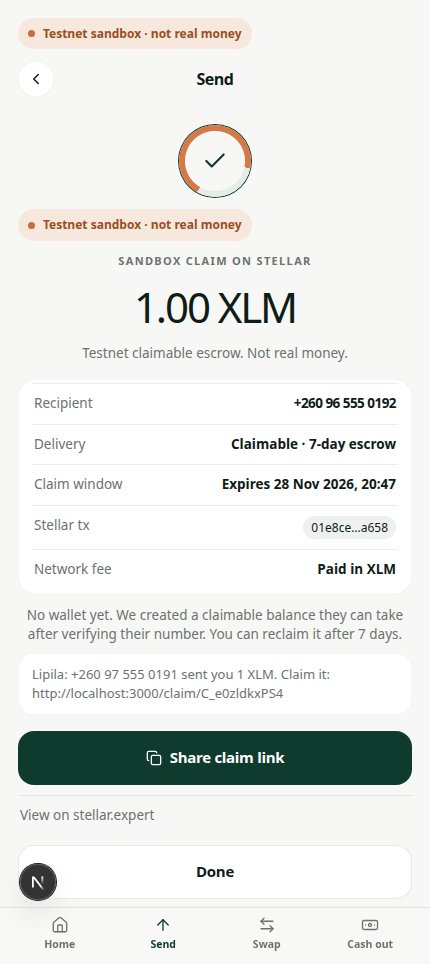 Testnet sandbox · not real money
Send
Testnet sandbox · not real money
SANDBOX CLAIM ON STELLAR
1.00 XLM
Testnet claimable escrow. Not real money.
Recipient +260 96 555 0192
Delivery Claimable · 7-day escrow
Claim window Expires 28 Nov 2026, 20:47
Stellar tx 01e8ce…a658
Network fee Paid in XLM
No wallet yet. We created a claimable balance they can take
after verifying their number. You can reclaim it after 7 days.
Lipila: +260 97 555 0191 sent you 1 XLM. Claim it:
http://localhost:3000/claim/C_e0zldkxPS4
Share claim link
View on stellar.expert
Done
N
Home Send Swap Cash out